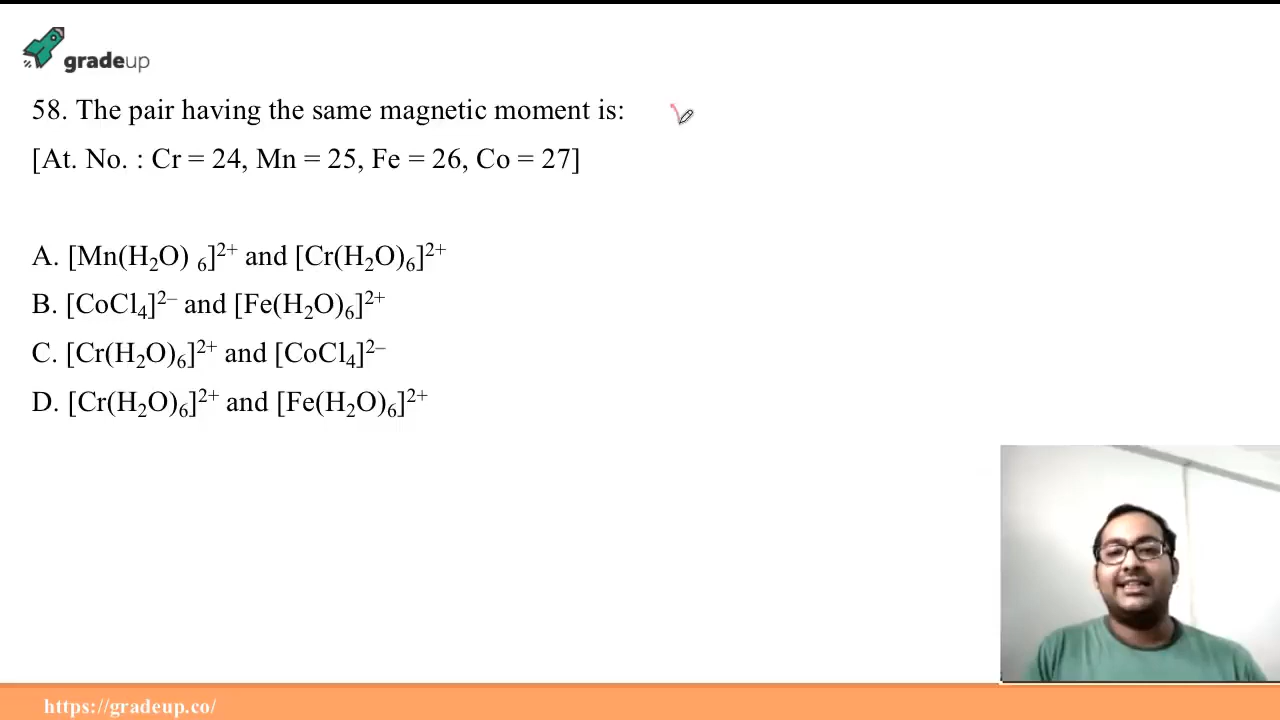 gradeup
58. The pair having the same magnetic moment is:
[At. No. : Cr = 24, Mn = 25, Fe = 26, Co = 27]
A. [Mn(H₂O) ₆]²⁺ and [Cr(H₂O)₆]²⁺
B. [CoCl₄]²⁻ and [Fe(H₂O)₆]²⁺
C. [Cr(H₂O)₆]²⁺ and [CoCl₄]²⁻
D. [Cr(H₂O)₆]²⁺ and [Fe(H₂O)₆]²⁺
https://gradeup.co/